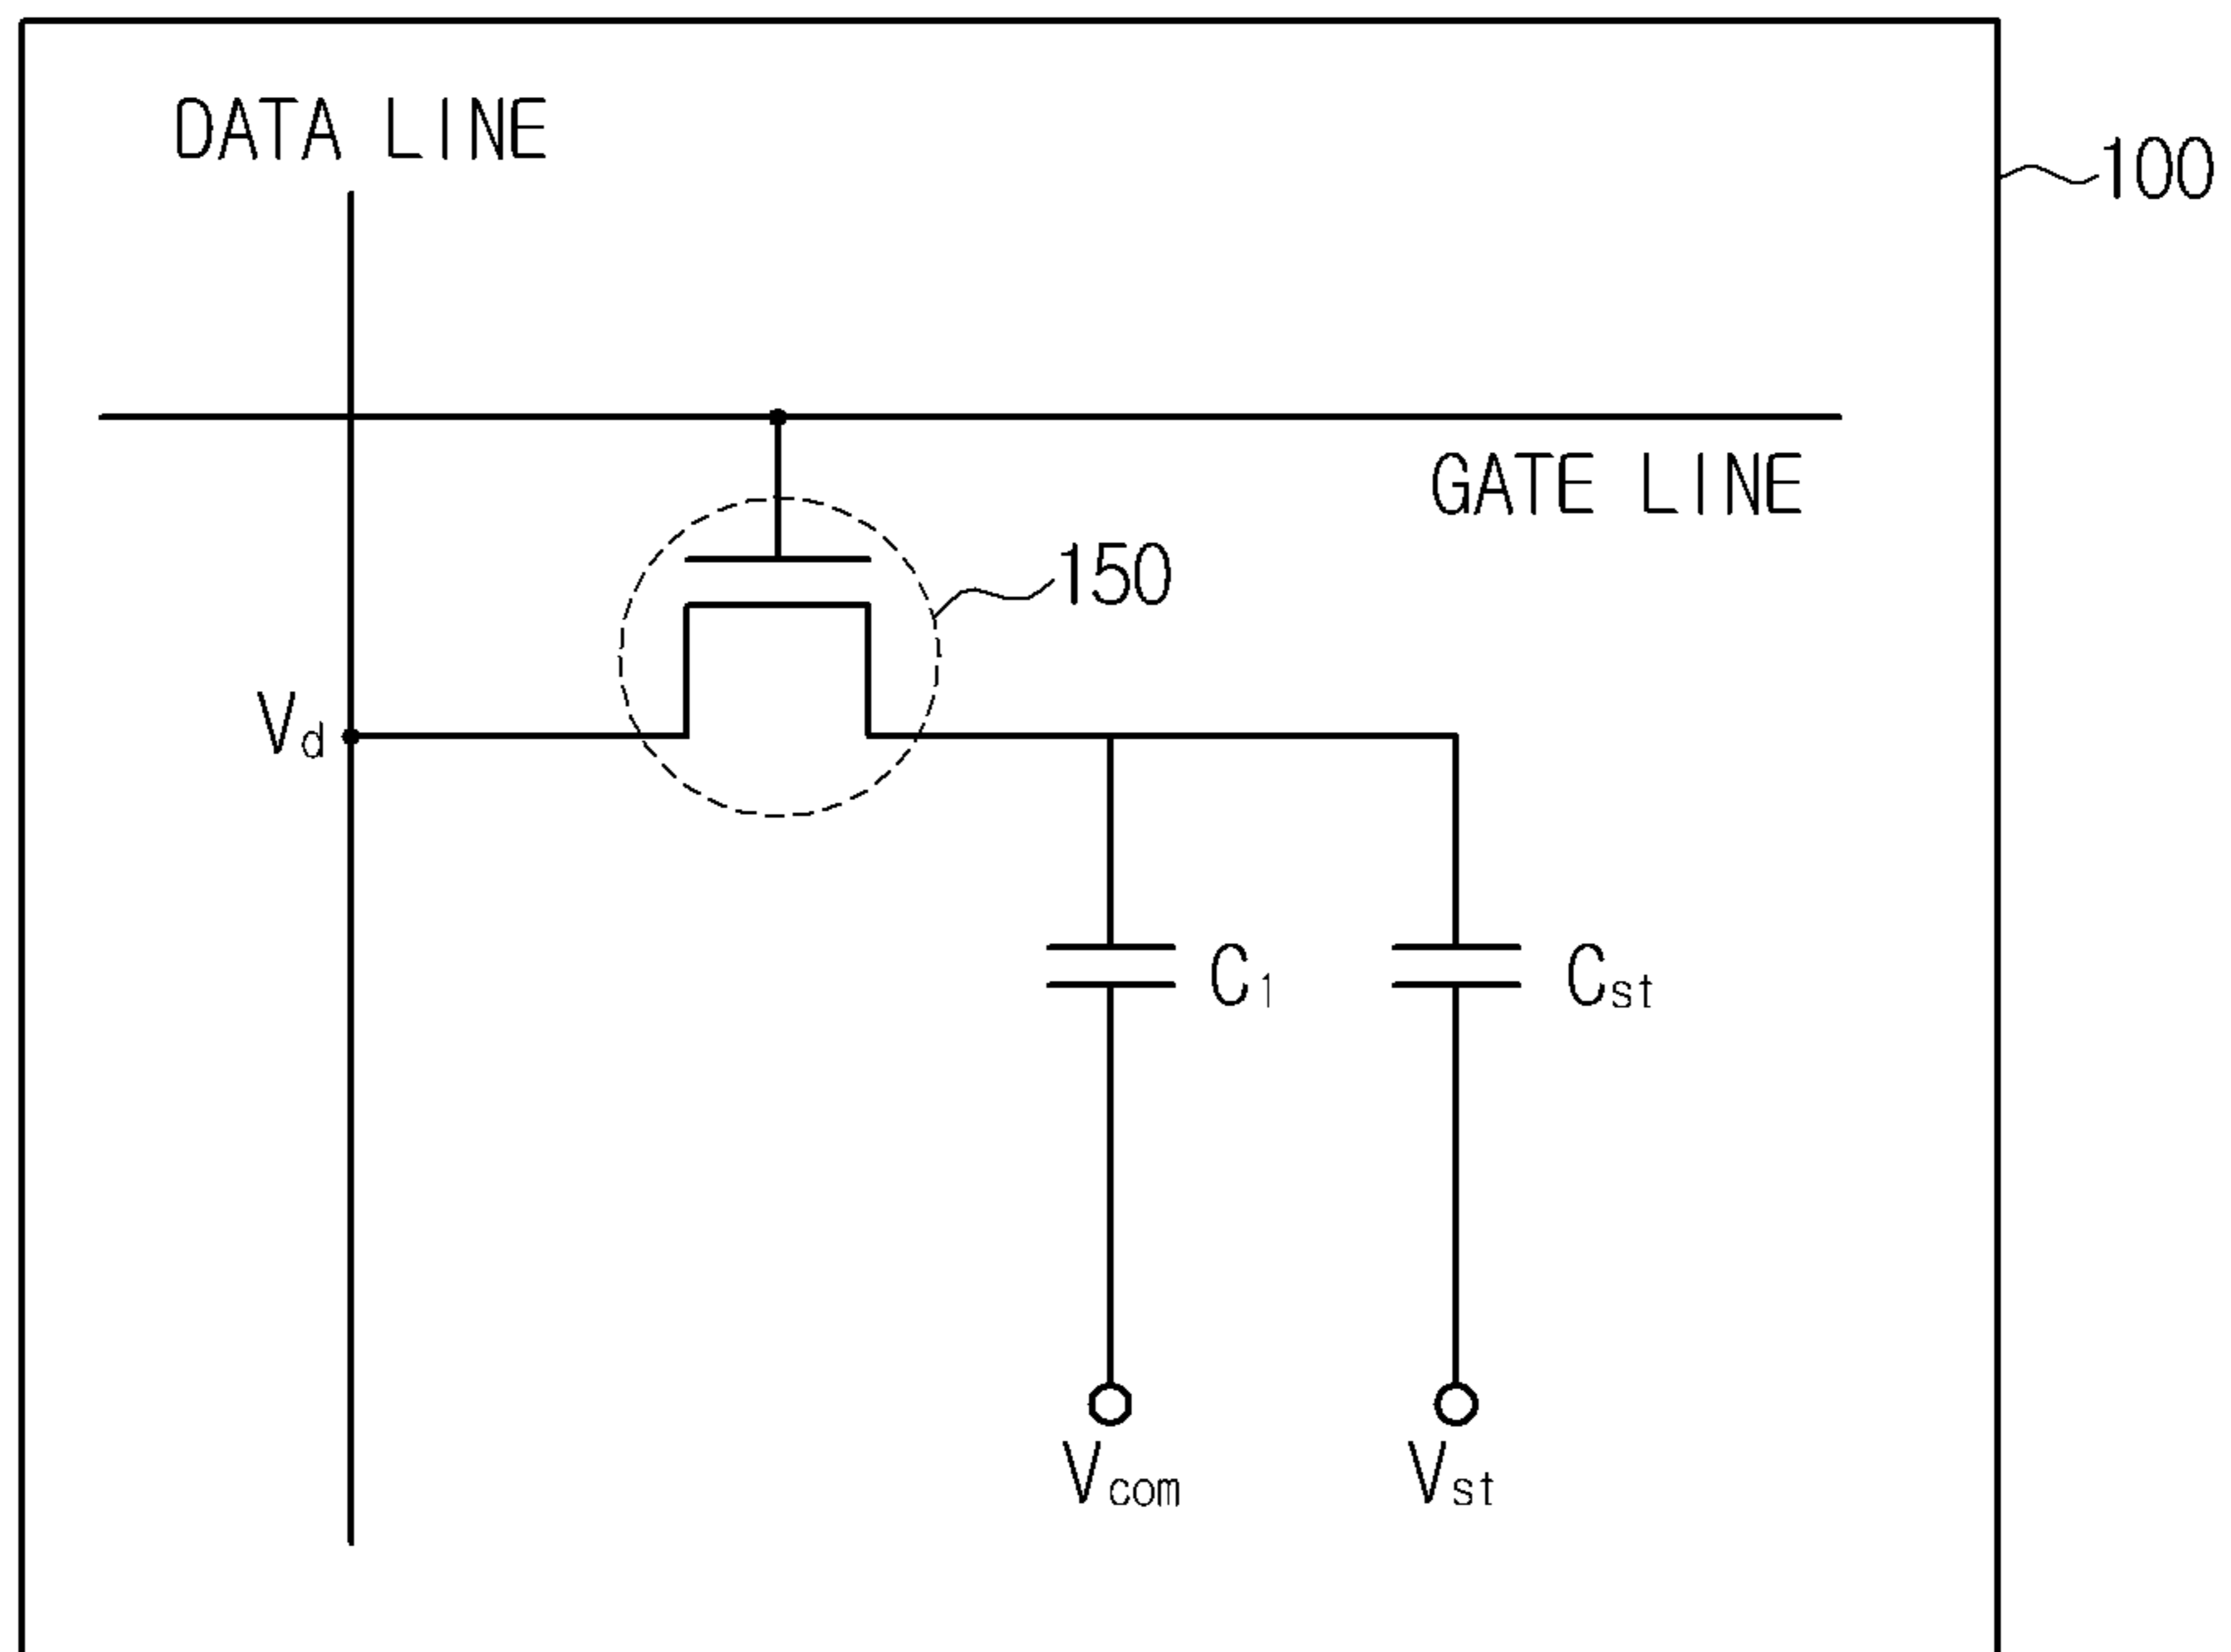 DATA LINE
100
GATE LINE
150
Vd
C1
Cst
Vcom
Vst